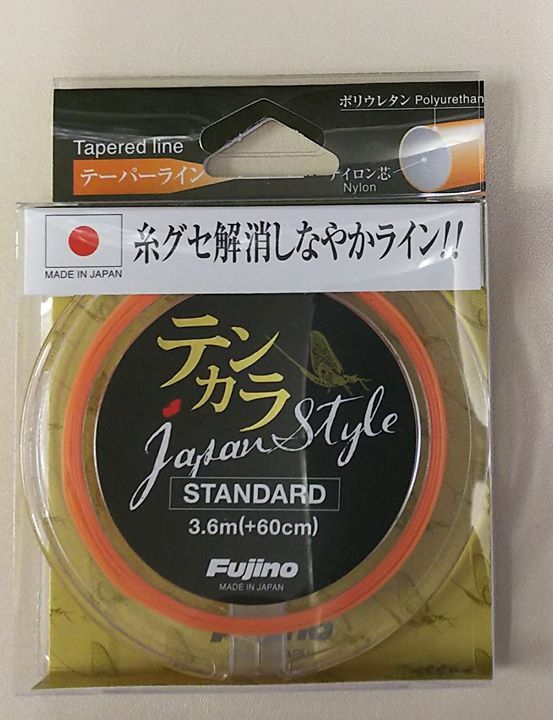 ポリウレタン Polyurethan
Tapered line
テーパーライン
ナイロン芯
Nylon
MADE IN JAPAN
糸グセ解消しなやかライン!!
テンカラ
Japan Style
STANDARD
3.6m(+60cm)
Fujino
MADE IN JAPAN
Fujino